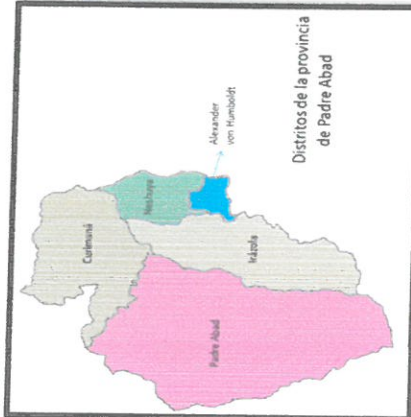 Curimaná
Neshuya
Alexander
von Humboldt
Padre Abad
Irázola
Distritos de la provincia
de Padre Abad